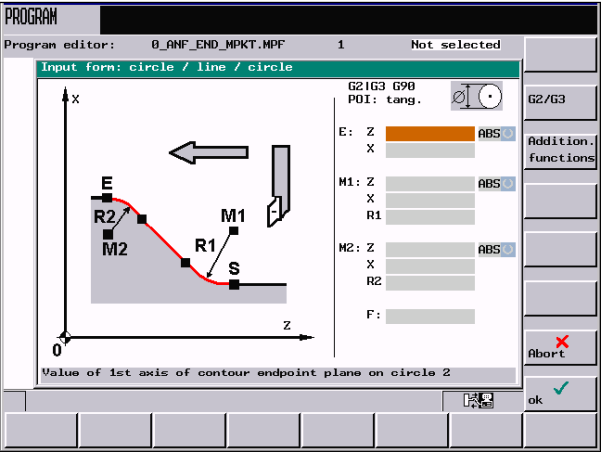 PROGRAM
Program editor: 0_ANF_END_MPKT.MPF 1 Not selected
Input form: circle / line / circle
G2|G3 G90
POI: tang.
G2/G3
X
E: Z ABS
X
Addition.
functions
M1: Z ABS
X
R1
E
R2 M1
M2 R1
S
M2: Z ABS
X
R2
F:
Z
0
Abort
Value of 1st axis of contour endpoint plane on circle 2
ok